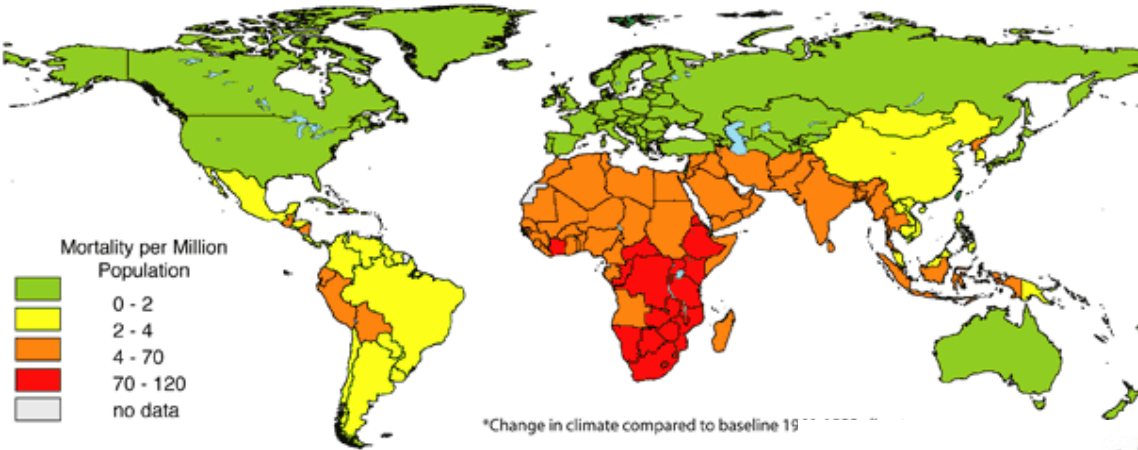 Mortality per Million
Population
0 - 2
2 - 4
4 - 70
70 - 120
no data
*Change in climate compared to baseline